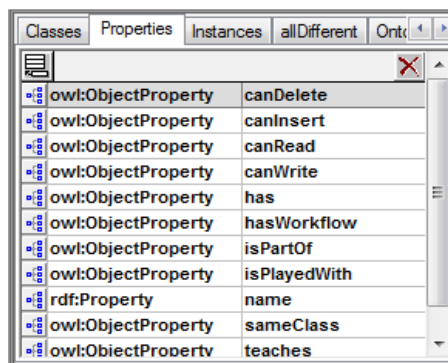 Classes Properties Instances allDifferent Ont
owl:ObjectProperty canDelete
owl:ObjectProperty canInsert
owl:ObjectProperty canRead
owl:ObjectProperty canWrite
owl:ObjectProperty has
owl:ObjectProperty hasWorkflow
owl:ObjectProperty isPartOf
owl:ObjectProperty isPlayedWith
rdf:Property name
owl:ObjectProperty sameClass
owl:ObjectProperty teaches